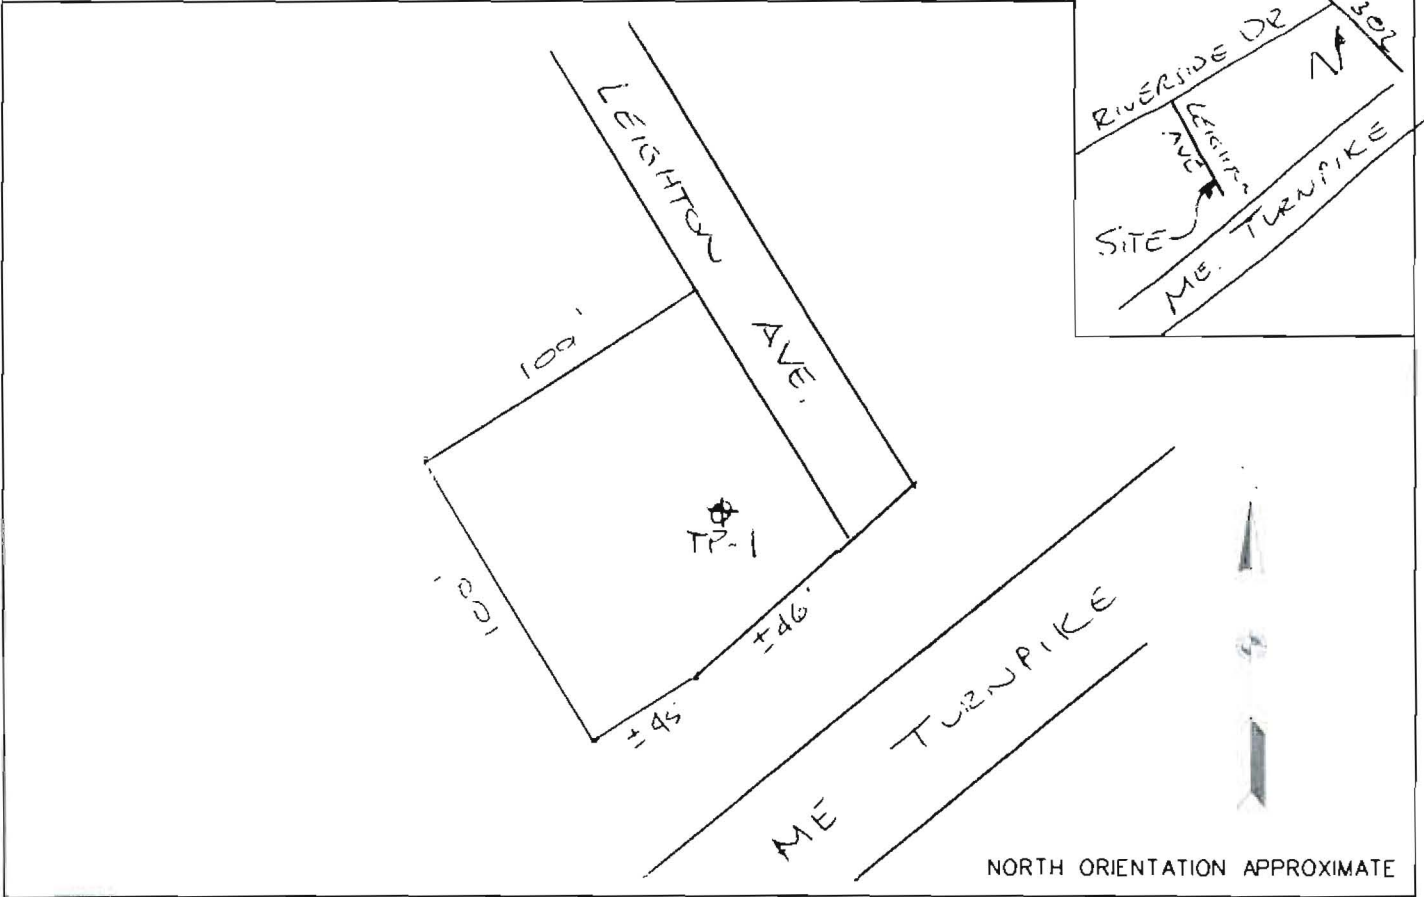 LEIGHTON AVE.
100'
100'
TP-1
±46'
±45'
ME TURNPIKE
NORTH ORIENTATION APPROXIMATE
RIVERSIDE DR
302
N
LEIGHTON
AVE
SITE
ME. TURNPIKE